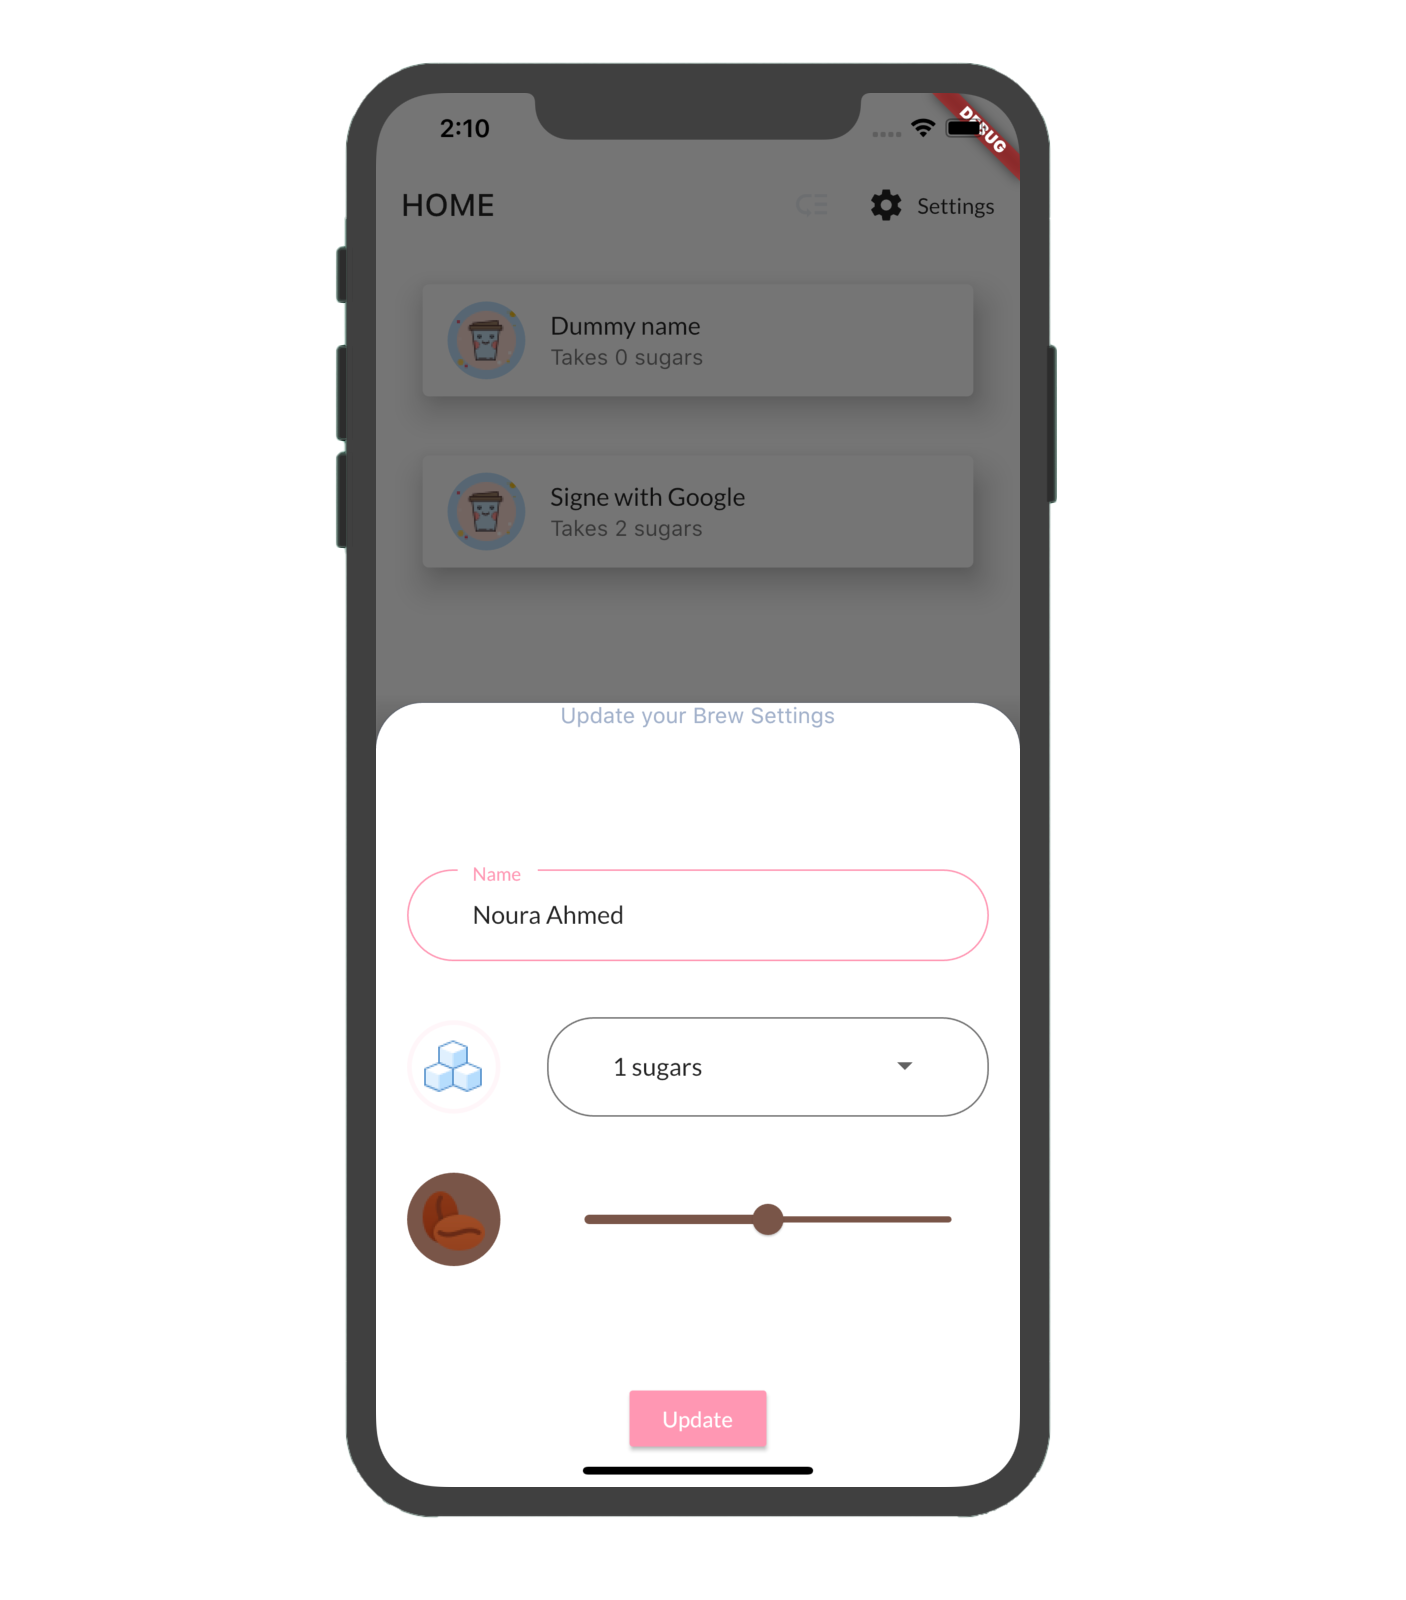 2:10
DEBUG
HOME
Settings
Dummy name
Takes 0 sugars
Signe with Google
Takes 2 sugars
Update your Brew Settings
Name
Noura Ahmed
1 sugars
Update